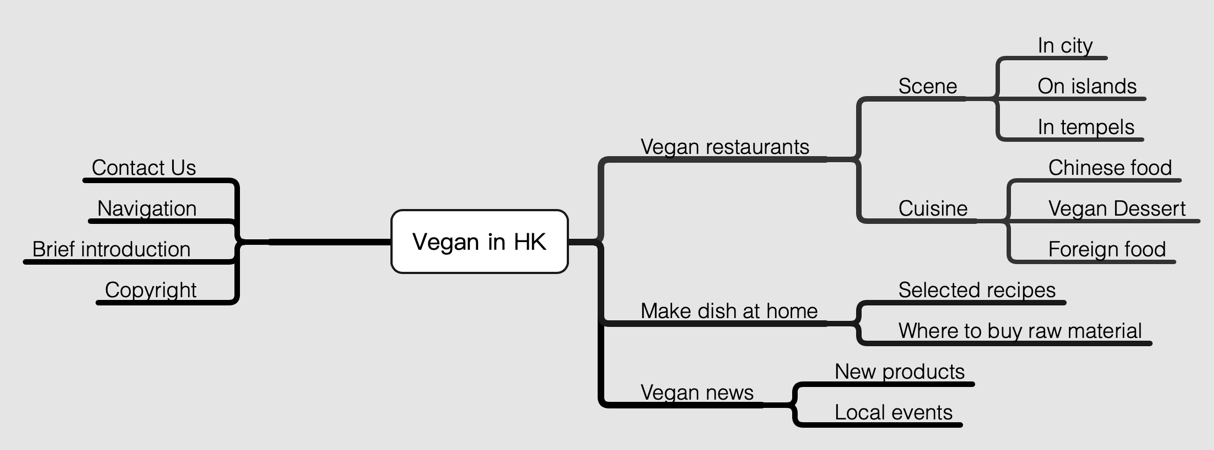 Vegan in HK
Contact Us
Navigation
Brief introduction
Copyright
Vegan restaurants
Scene
In city
On islands
In tempels
Cuisine
Chinese food
Vegan Dessert
Foreign food
Make dish at home
Selected recipes
Where to buy raw material
Vegan news
New products
Local events